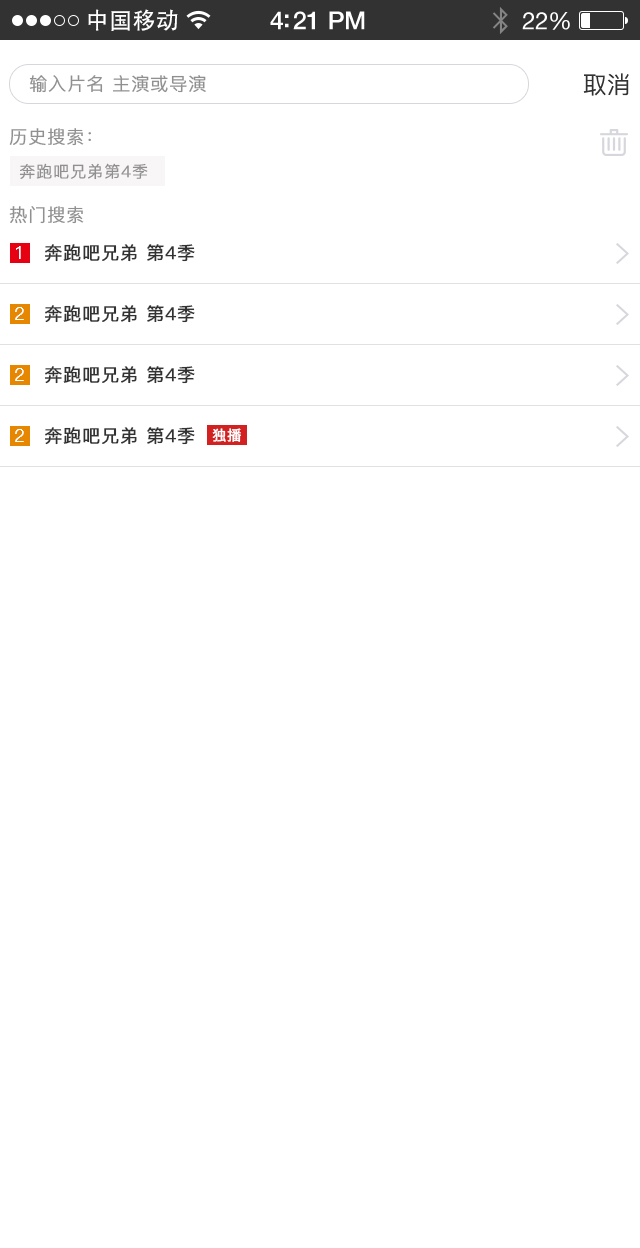 中国移动 4:21 PM 22%
输入片名 主演或导演 取消
历史搜索：
奔跑吧兄弟第4季
热门搜索
1 奔跑吧兄弟 第4季
2 奔跑吧兄弟 第4季
2 奔跑吧兄弟 第4季
2 奔跑吧兄弟 第4季 独播